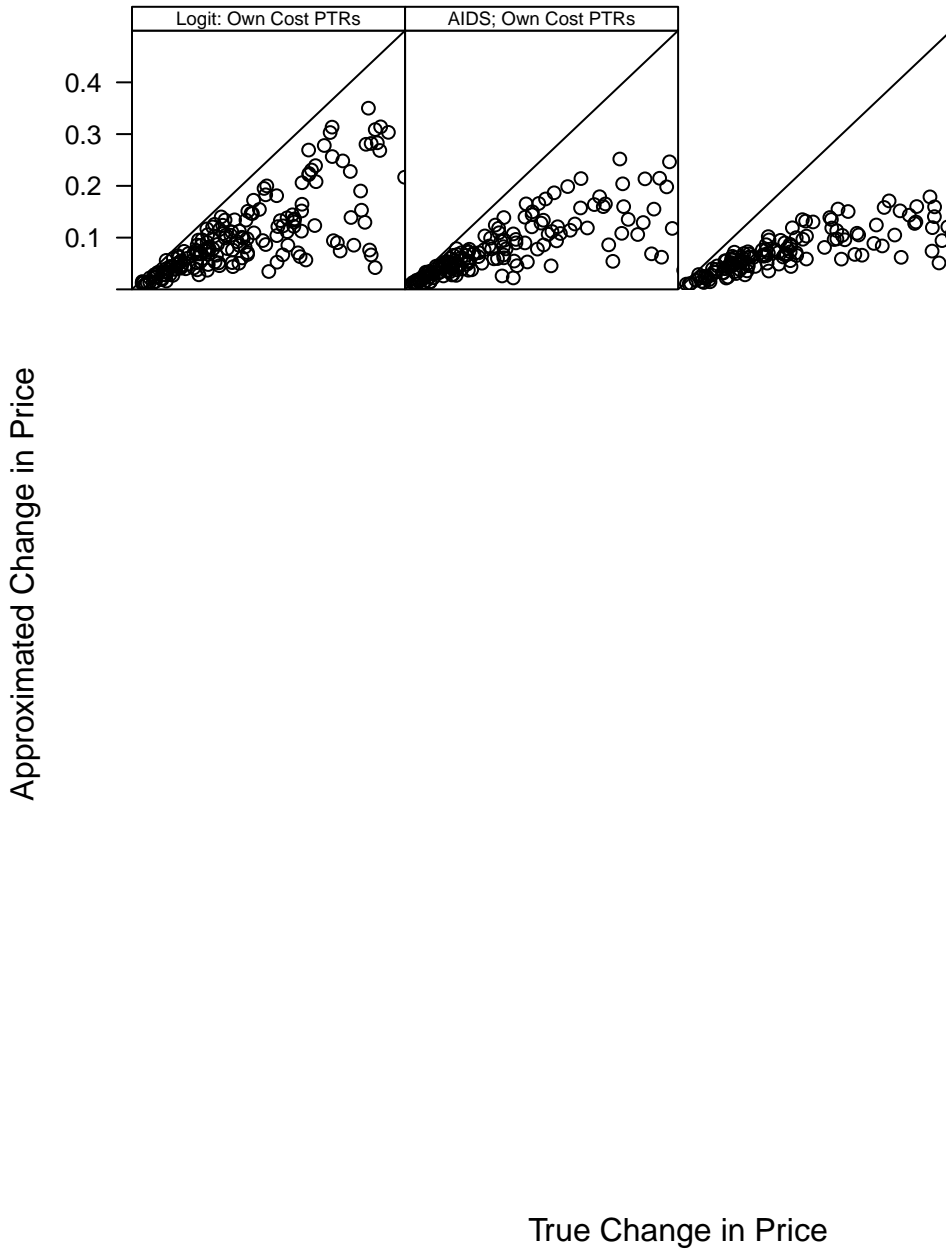 Logit: Own Cost PTRs
AIDS; Own Cost PTRs
0.4
0.3
0.2
0.1
Approximated Change in Price
True Change in Price